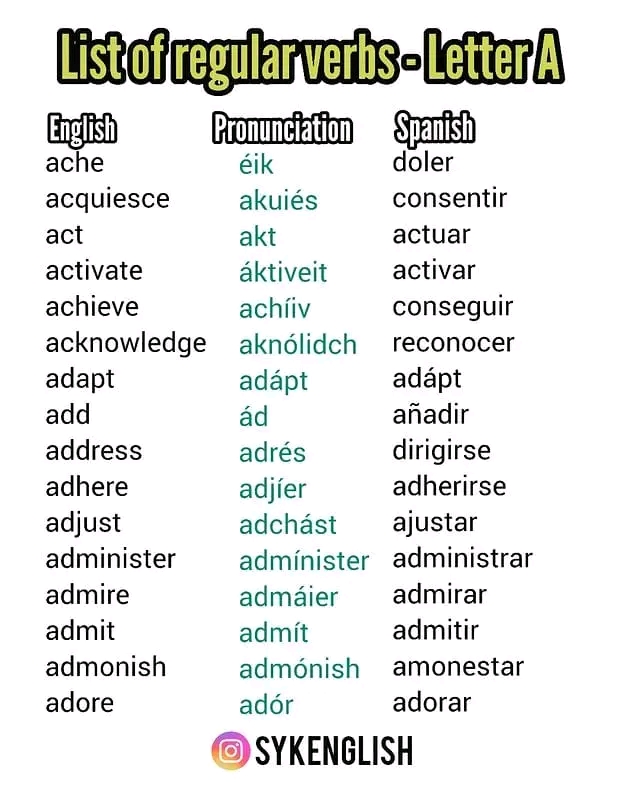 List of regular verbs - Letter A
English Pronunciation Spanish
ache éik doler
acquiesce akuiés consentir
act akt actuar
activate áktiveit activar
achieve achíiv conseguir
acknowledge aknólidch reconocer
adapt adápt adápt
add ád añadir
address adrés dirigirse
adhere adjíer adherirse
adjust adchást ajustar
administer admínister administrar
admire admáier admirar
admit admít admitir
admonish admónish amonestar
adore adór adorar
SYKENGLISH